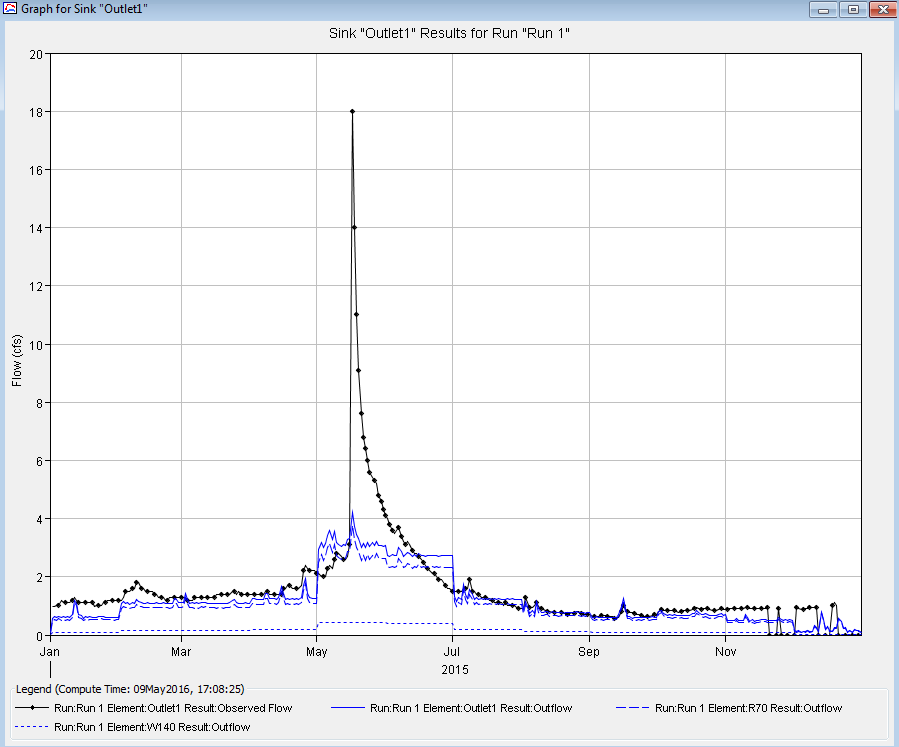 Graph for Sink "Outlet1"
Sink "Outlet1" Results for Run "Run 1"
20
18
16
14
12
10
8
6
4
2
0
Flow (cfs)
Jan Mar May Jul Sep Nov
2015
Legend (Compute Time: 09May2016, 17:08:25)
Run:Run 1 Element:Outlet1 Result:Observed Flow Run:Run 1 Element:Outlet1 Result:Outflow Run:Run 1 Element:R70 Result:Outflow
Run:Run 1 Element:W140 Result:Outflow